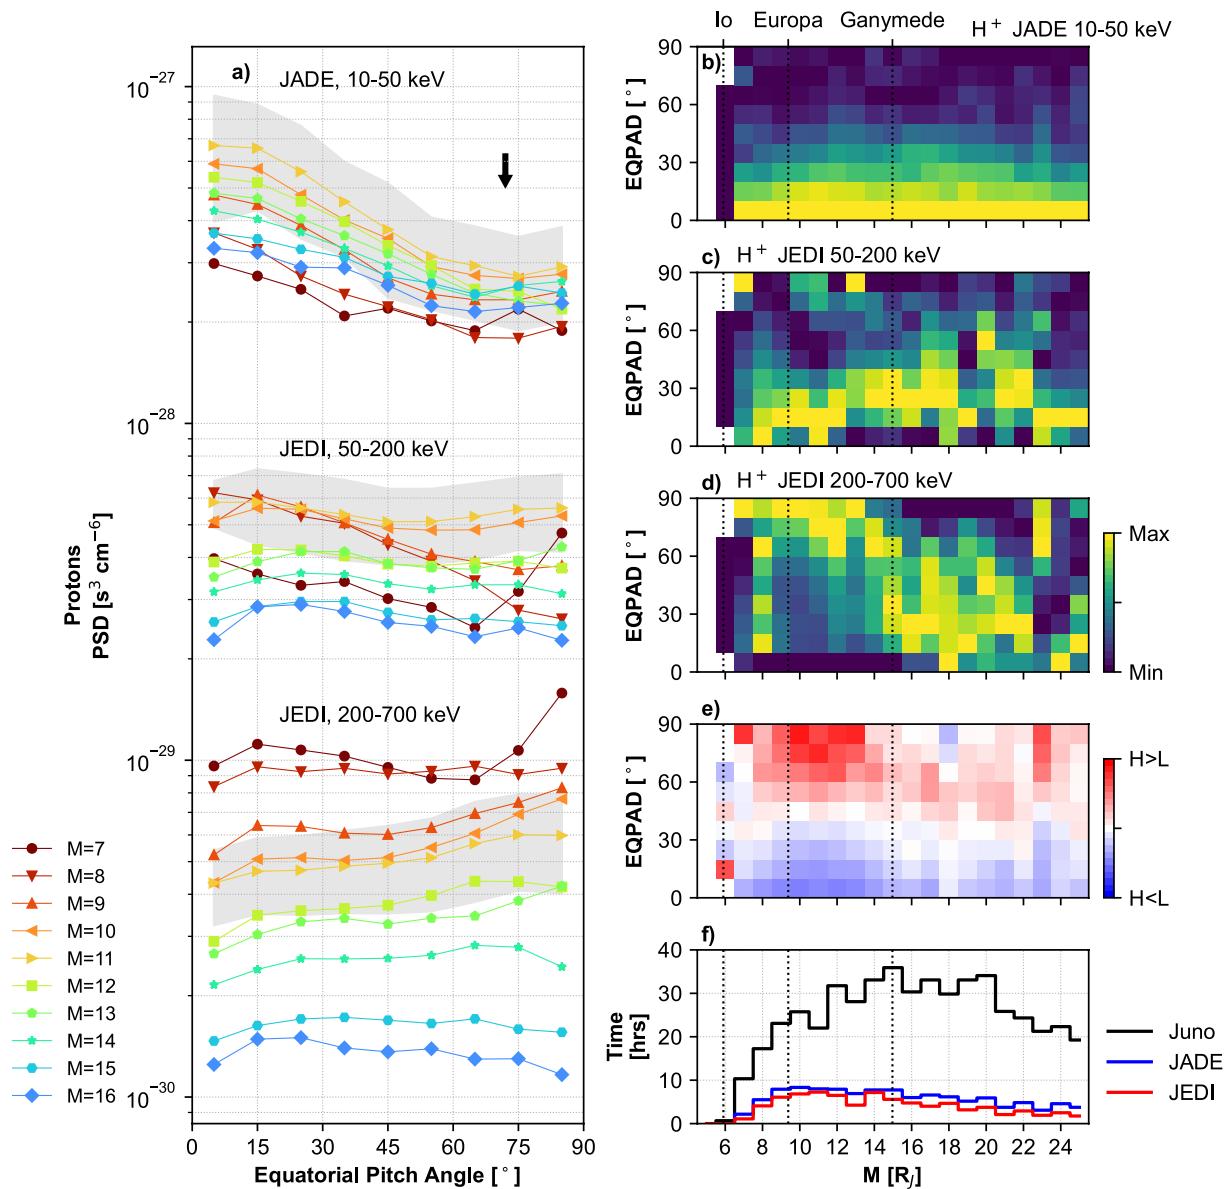 Io Europa Ganymede
H⁺ JADE 10-50 keV
a)
JADE, 10-50 keV
10⁻²⁷
10⁻²⁸
JEDI, 50-200 keV
Protons
PSD [s³ cm⁻⁶]
JEDI, 200-700 keV
10⁻²⁹
10⁻³⁰
M=7
M=8
M=9
M=10
M=11
M=12
M=13
M=14
M=15
M=16
0 15 30 45 60 75 90
Equatorial Pitch Angle [°]
b)
90
60
30
0
EQPAD [°]
c) H⁺ JEDI 50-200 keV
90
60
30
0
EQPAD [°]
d) H⁺ JEDI 200-700 keV
90
60
30
0
EQPAD [°]
Max
Min
e)
90
60
30
0
EQPAD [°]
H>L
H<L
f)
40
30
20
10
0
Time
[hrs]
6 8 10 12 14 16 18 20 22 24
M [R_J]
Juno
JADE
JEDI